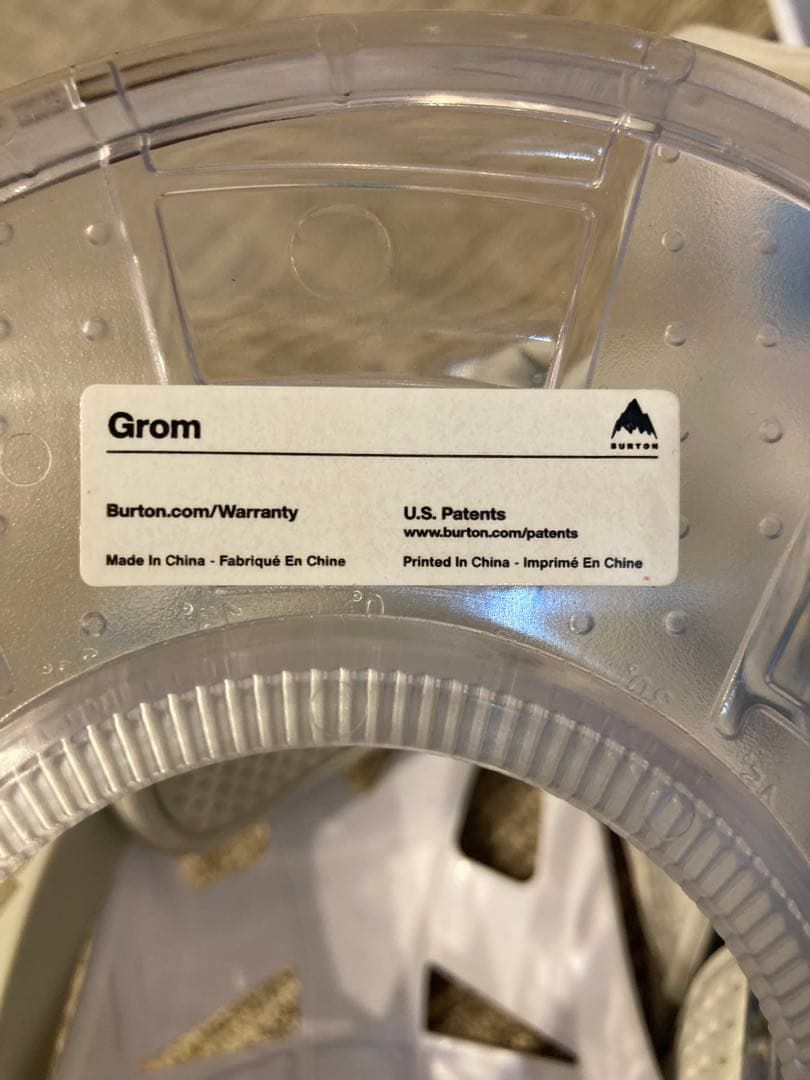 Grom
BURTON
Burton.com/Warranty
U.S. Patents
www.burton.com/patents
Made In China - Fabriqué En Chine
Printed In China - Imprimé En Chine